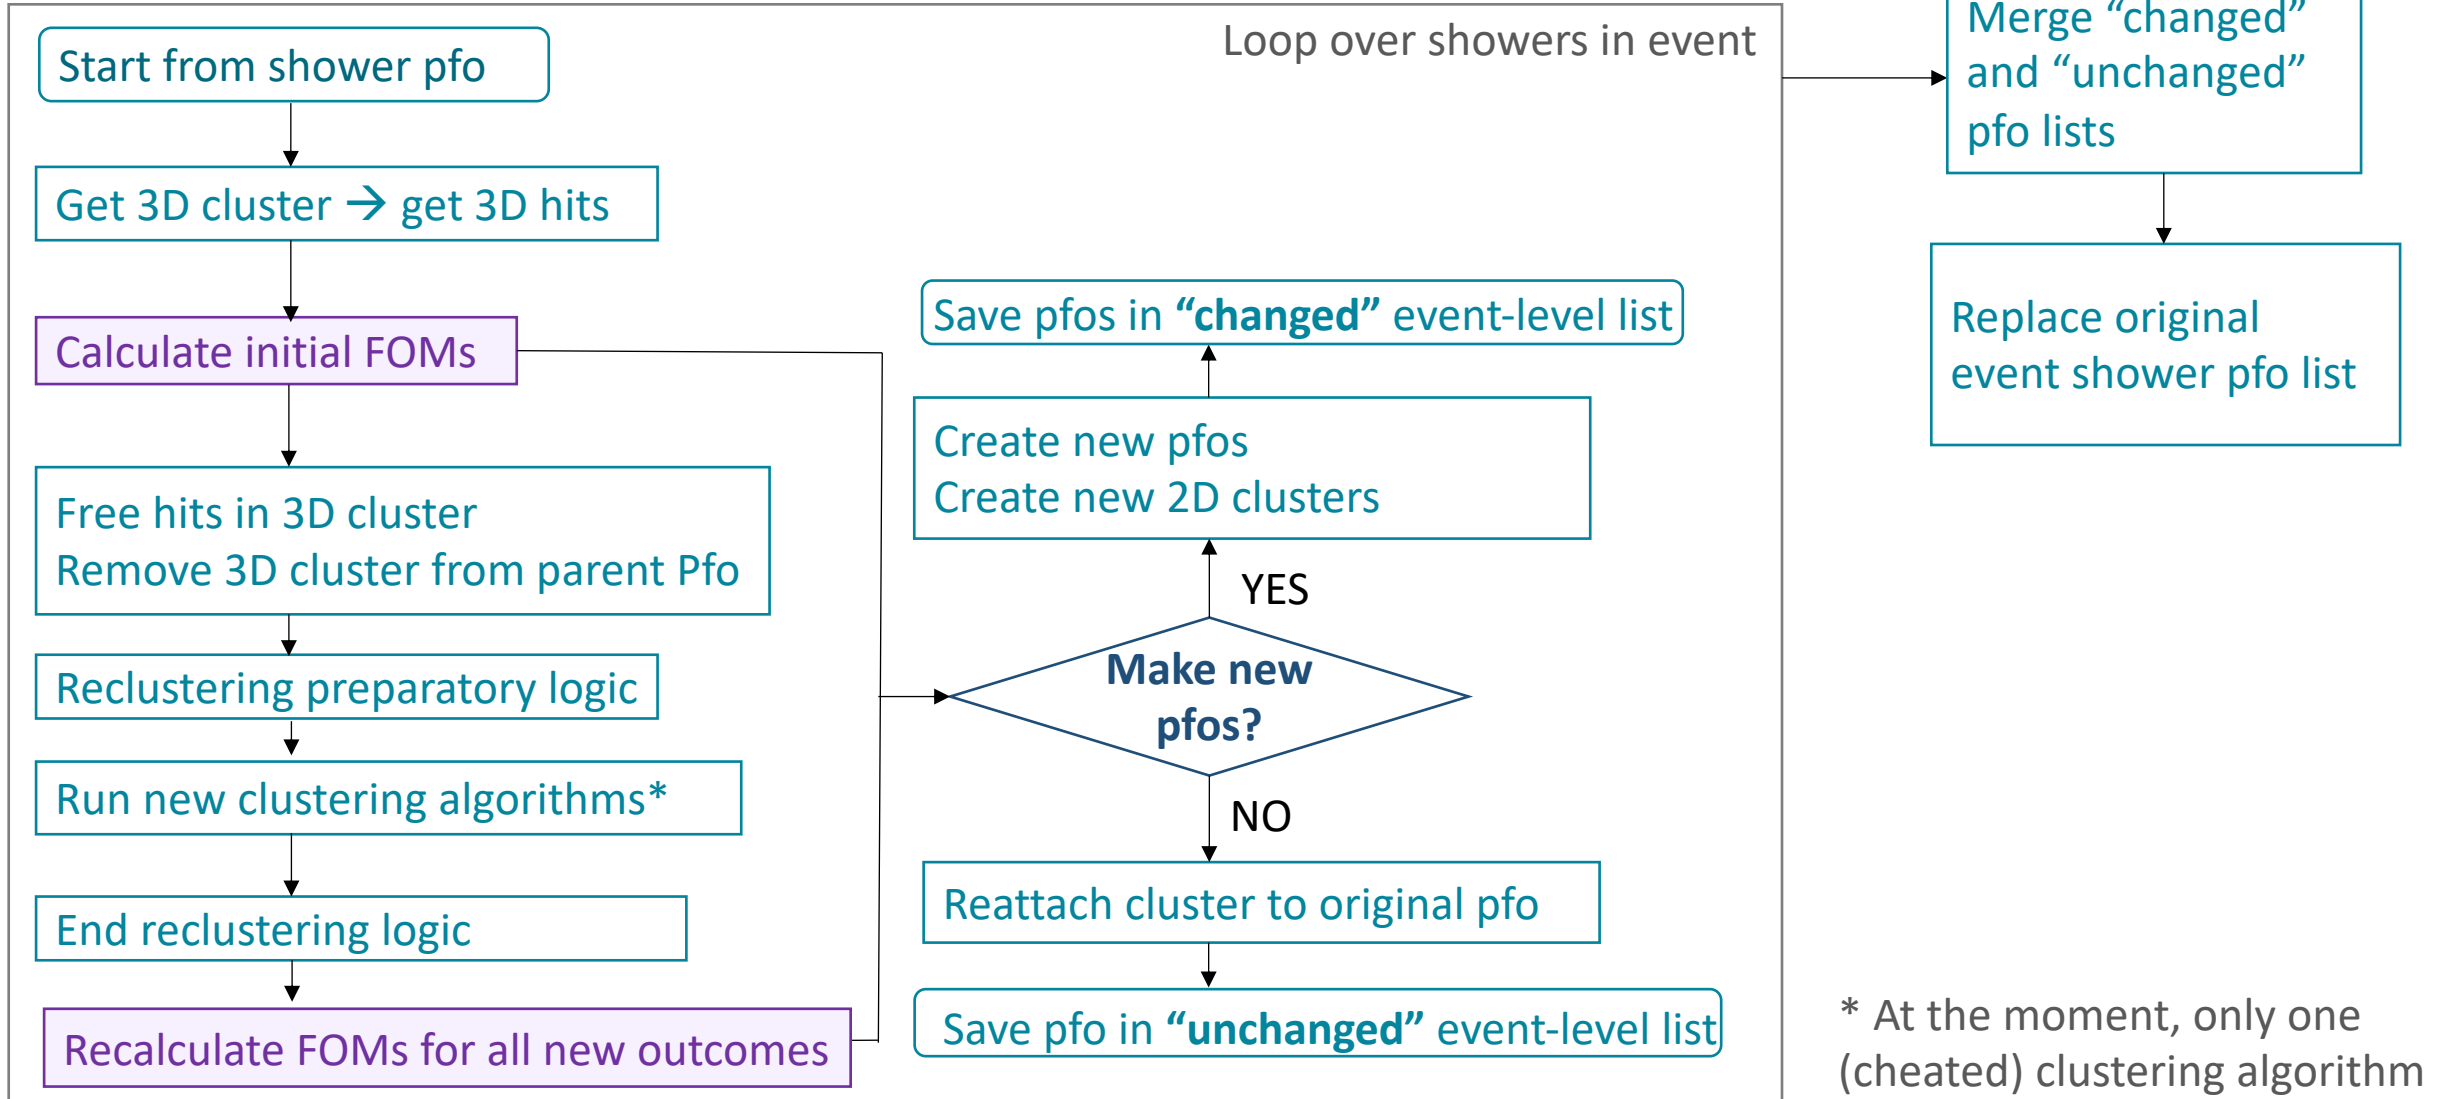 Loop over showers in event
Start from shower pfo
Get 3D cluster → get 3D hits
Calculate initial FOMs
Free hits in 3D cluster
Remove 3D cluster from parent Pfo
Reclustering preparatory logic
Run new clustering algorithms*
End reclustering logic
Recalculate FOMs for all new outcomes
Save pfos in “changed” event-level list
Create new pfos
Create new 2D clusters
YES
Make new
pfos?
NO
Reattach cluster to original pfo
Save pfo in “unchanged” event-level list
Merge “changed”
and “unchanged”
pfo lists
Replace original
event shower pfo list
* At the moment, only one
(cheated) clustering algorithm